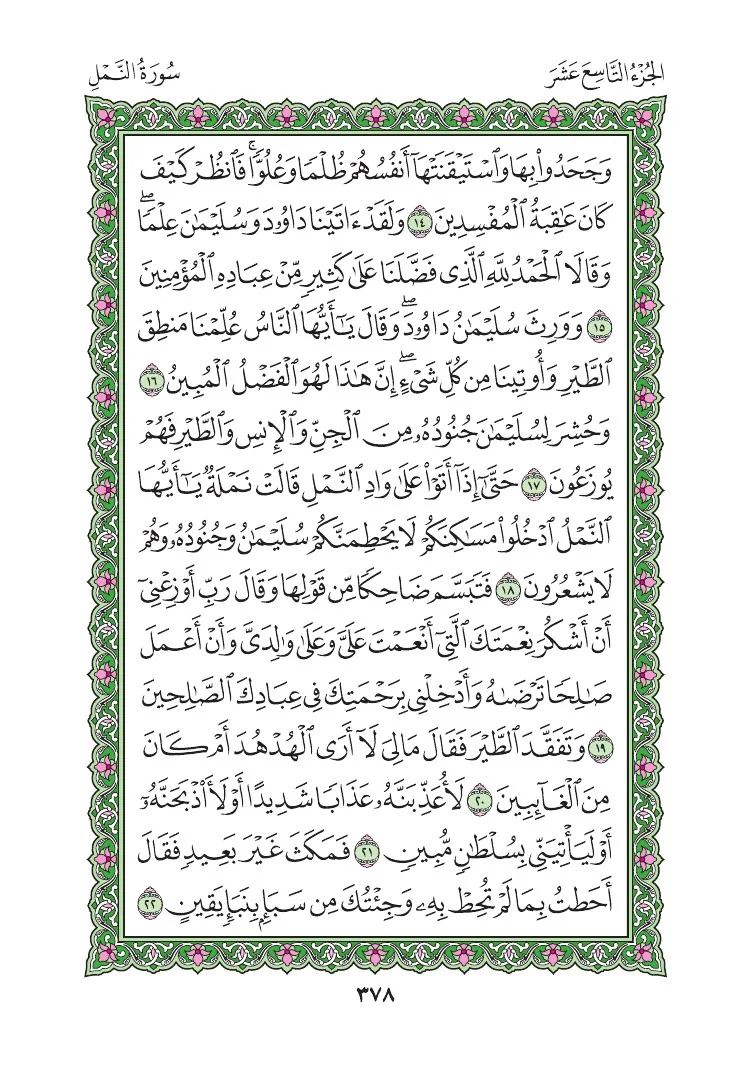 الجُزْءُ التَّاسِعَ عَشَرَ
سُورَةُ النَّمْلِ
وَجَحَدُواْ بِهَا وَٱسْتَيْقَنَتْهَآ أَنفُسُهُمْ ظُلْمًا وَعُلُوًّاۚ فَٱنظُرْ كَيْفَ
كَانَ عَٰقِبَةُ ٱلْمُفْسِدِينَ ١٤ وَلَقَدْ ءَاتَيْنَا دَاوُۥدَ وَسُلَيْمَٰنَ عِلْمًاۖ
وَقَالَا ٱلْحَمْدُ لِلَّهِ ٱلَّذِى فَضَّلَنَا عَلَىٰ كَثِيرٍ مِّنْ عِبَادِهِ ٱلْمُؤْمِنِينَ
١٥ وَوَرِثَ سُلَيْمَٰنُ دَاوُۥدَۖ وَقَالَ يَٰٓأَيُّهَا ٱلنَّاسُ عُلِّمْنَا مَنطِقَ
ٱلطَّيْرِ وَأُوتِينَا مِن كُلِّ شَىْءٍۖ إِنَّ هَٰذَا لَهُوَ ٱلْفَضْلُ ٱلْمُبِينُ ١٦
وَحُشِرَ لِسُلَيْمَٰنَ جُنُودُهُۥ مِنَ ٱلْجِنِّ وَٱلْإِنسِ وَٱلطَّيْرِ فَهُمْ
يُوزَعُونَ ١٧ حَتَّىٰٓ إِذَآ أَتَوْاْ عَلَىٰ وَادِ ٱلنَّمْلِ قَالَتْ نَمْلَةٌ يَٰٓأَيُّهَا
ٱلنَّمْلُ ٱدْخُلُواْ مَسَٰكِنَكُمْ لَا يَحْطِمَنَّكُمْ سُلَيْمَٰنُ وَجُنُودُهُۥ وَهُمْ
لَا يَشْعُرُونَ ١٨ فَتَبَسَّمَ ضَاحِكًا مِّن قَوْلِهَا وَقَالَ رَبِّ أَوْزِعْنِىٓ
أَنْ أَشْكُرَ نِعْمَتَكَ ٱلَّتِىٓ أَنْعَمْتَ عَلَىَّ وَعَلَىٰ وَٰلِدَىَّ وَأَنْ أَعْمَلَ
صَٰلِحًا تَرْضَىٰهُ وَأَدْخِلْنِى بِرَحْمَتِكَ فِى عِبَادِكَ ٱلصَّٰلِحِينَ
١٩ وَتَفَقَّدَ ٱلطَّيْرَ فَقَالَ مَالِىَ لَآ أَرَى ٱلْهُدْهُدَ أَمْ كَانَ
مِنَ ٱلْغَآئِبِينَ ٢٠ لَأُعَذِّبَنَّهُۥ عَذَابًا شَدِيدًا أَوْ لَأَاْذْبَحَنَّهُۥٓ
أَوْ لَيَأْتِيَنِّى بِسُلْطَٰنٍ مُّبِينٍ ٢١ فَمَكَثَ غَيْرَ بَعِيدٍ فَقَالَ
أَحَطتُ بِمَا لَمْ تُحِطْ بِهِۦ وَجِئْتُكَ مِن سَبَإٍۭ بِنَبَإٍ يَقِينٍ ٢٢
٣٧٨